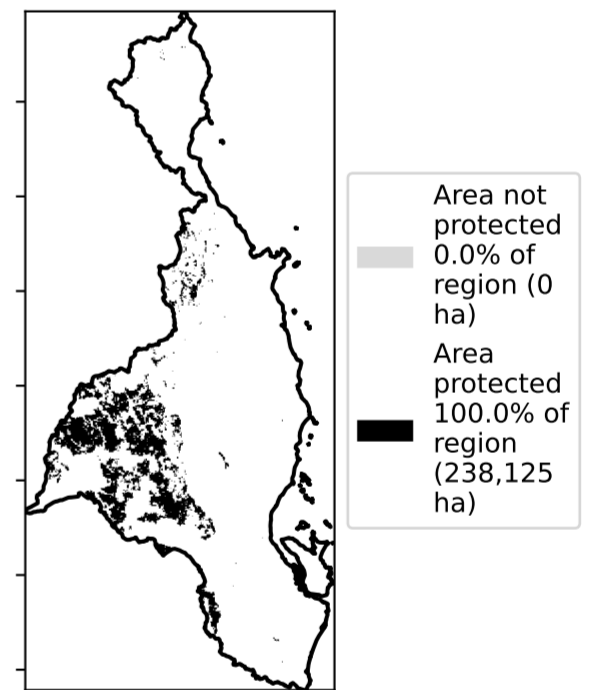 Area not
protected
0.0% of
region (0
ha)
Area
protected
100.0% of
region
(238,125
ha)